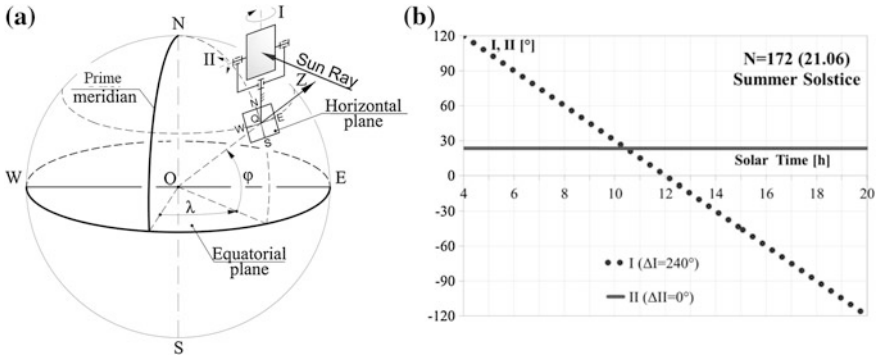 (a)
N
I
II
Sun Ray
Z
Prime
meridian
N
Q
W
E
S
Horizontal
plane
W
O
E
φ
λ
Equatorial
plane
S
(b)
120
90
60
30
0
-30
-60
-90
-120
I, II [°]
N=172 (21.06)
Summer Solstice
Solar Time [h]
4 6 8 10 12 14 16 18 20
I (ΔI=240°)
II (ΔII=0°)